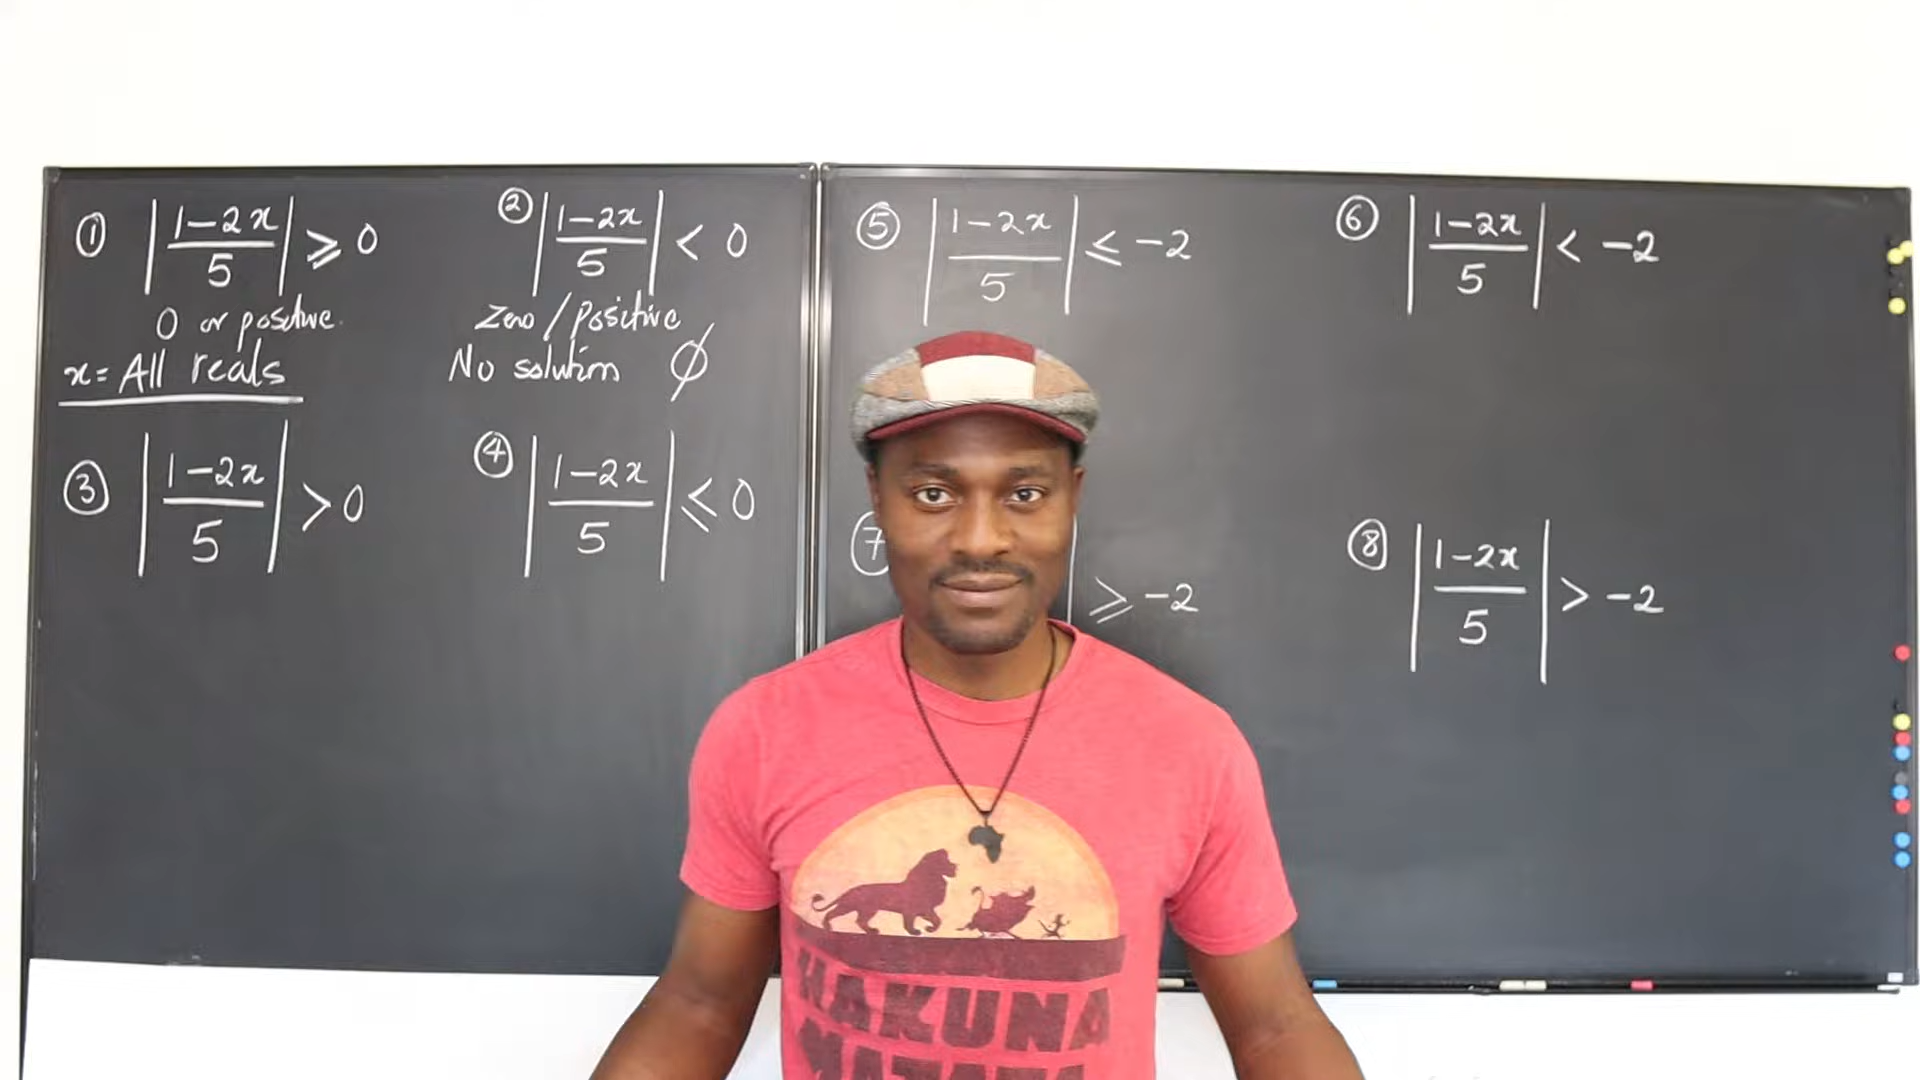 ① |1-2x/5| ⩾ 0
0 or positive.
x = All reals
② |1-2x/5| < 0
Zero/Positive
No solution ∅
③ |1-2x/5| > 0
④ |1-2x/5| ⩽ 0
⑤ |1-2x/5| ⩽ -2
⑥ |1-2x/5| < -2
⑦ | ⩾ -2
⑧ |1-2x/5| > -2
HAKUNA
MATATA